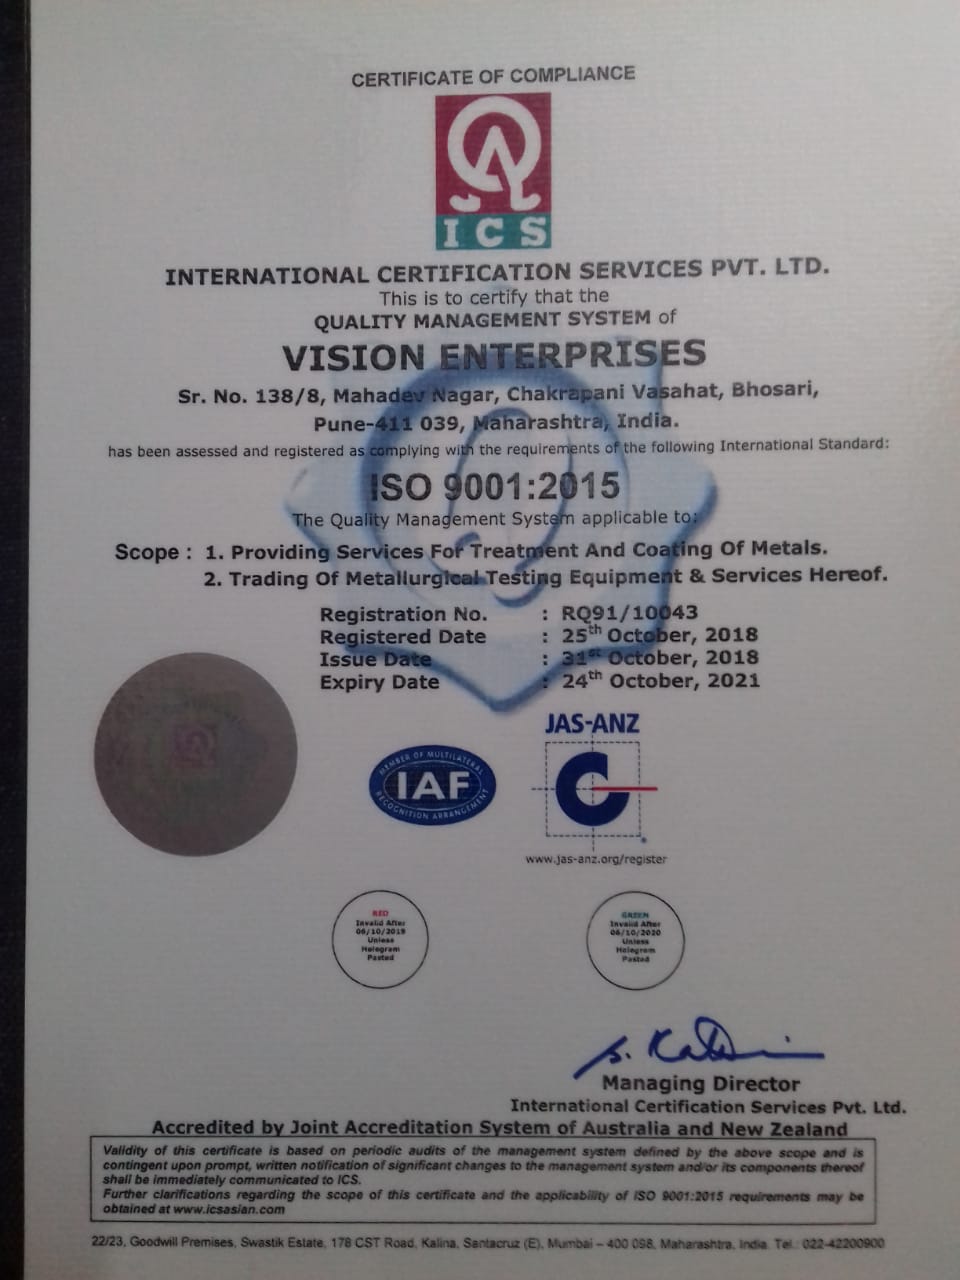 CERTIFICATE OF COMPLIANCE
ICS
INTERNATIONAL CERTIFICATION SERVICES PVT. LTD.
This is to certify that the
QUALITY MANAGEMENT SYSTEM of
VISION ENTERPRISES
Sr. No. 138/8, Mahadev Nagar, Chakrapani Vasahat, Bhosari,
Pune-411 039, Maharashtra, India.
has been assessed and registered as complying with the requirements of the following International Standard:
ISO 9001:2015
The Quality Management System applicable to:
Scope : 1. Providing Services For Treatment And Coating Of Metals.
2. Trading Of Metallurgical Testing Equipment & Services Hereof.
Registration No. : RQ91/10043
Registered Date : 25th October, 2018
Issue Date : 31st October, 2018
Expiry Date : 24th October, 2021
JAS-ANZ
MEMBER OF MULTILATERAL
IAF
RECOGNITION ARRANGEMENT
www.jas-anz.org/register
RED
Invalid After
06/10/2019
Unless
Hologram
Pasted
GREEN
Invalid After
06/10/2020
Unless
Hologram
Pasted
Managing Director
International Certification Services Pvt. Ltd.
Accredited by Joint Accreditation System of Australia and New Zealand
Validity of this certificate is based on periodic audits of the management system defined by the above scope and is
contingent upon prompt, written notification of significant changes to the management system and/or its components thereof
shall be immediately communicated to ICS.
Further clarifications regarding the scope of this certificate and the applicability of ISO 9001:2015 requirements may be
obtained at www.icsasian.com
22/23, Goodwill Premises, Swastik Estate, 178 CST Road, Kalina, Santacruz (E), Mumbai – 400 098, Maharashtra, India. Tel.: 022-42200900